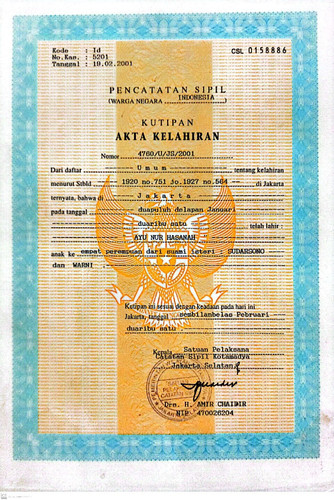 Kode : Id
No.Kan. : 5201
Tanggal : 19.02.2001
CSL 0158886
PENCATATAN SIPIL
(WARGA NEGARA INDONESIA )
KUTIPAN
AKTA KELAHIRAN
Nomor 4760/U/JS/2001
Dari daftar Umum tentang kelahiran
menurut Stbld 1920 no.751 jo.1927 no.564 di Jakarta
ternyata, bahwa di Jakarta
pada tanggal duapuluh delapan Januari
duaribu satu telah lahir :
AYU NUR HASANAH
anak ke empat perempuan dari suami isteri : SUDARSONO
dan WARNI
Kutipan ini sesuai dengan keadaan pada hari ini
Jakarta, tanggal sembilanbelas Pebruari
duaribu satu
Kepala Satuan Pelaksana
Catatan Sipil Kotamadya
Jakarta Selatan
Drs. H. AMIR CHAIDIR
NIP. 470026204